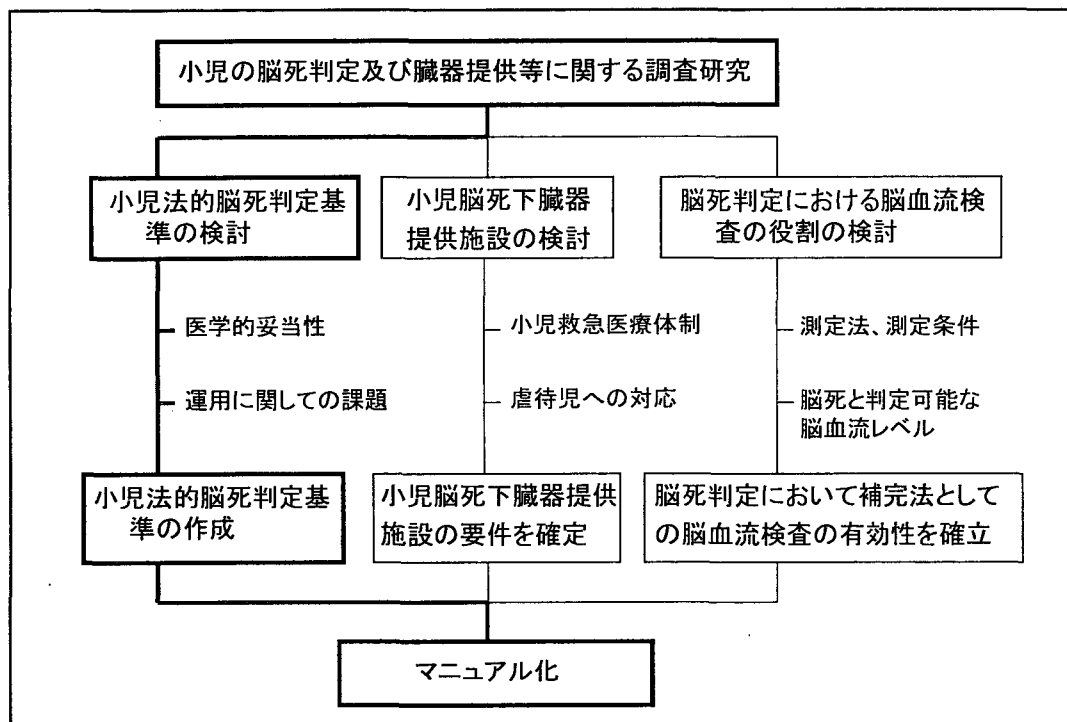 小児の脳死判定及び臓器提供等に関する調査研究
小児法的脳死判定基
準の検討
医学的妥当性
運用に関しての課題
小児法的脳死判定基
準の作成
小児脳死下臓器
提供施設の検討
小児救急医療体制
虐待児への対応
小児脳死下臓器提供
施設の要件を確定
脳死判定における脳血流検
査の役割の検討
測定法、測定条件
脳死と判定可能な
脳血流レベル
脳死判定において補完法として
の脳血流検査の有効性を確立
マニュアル化